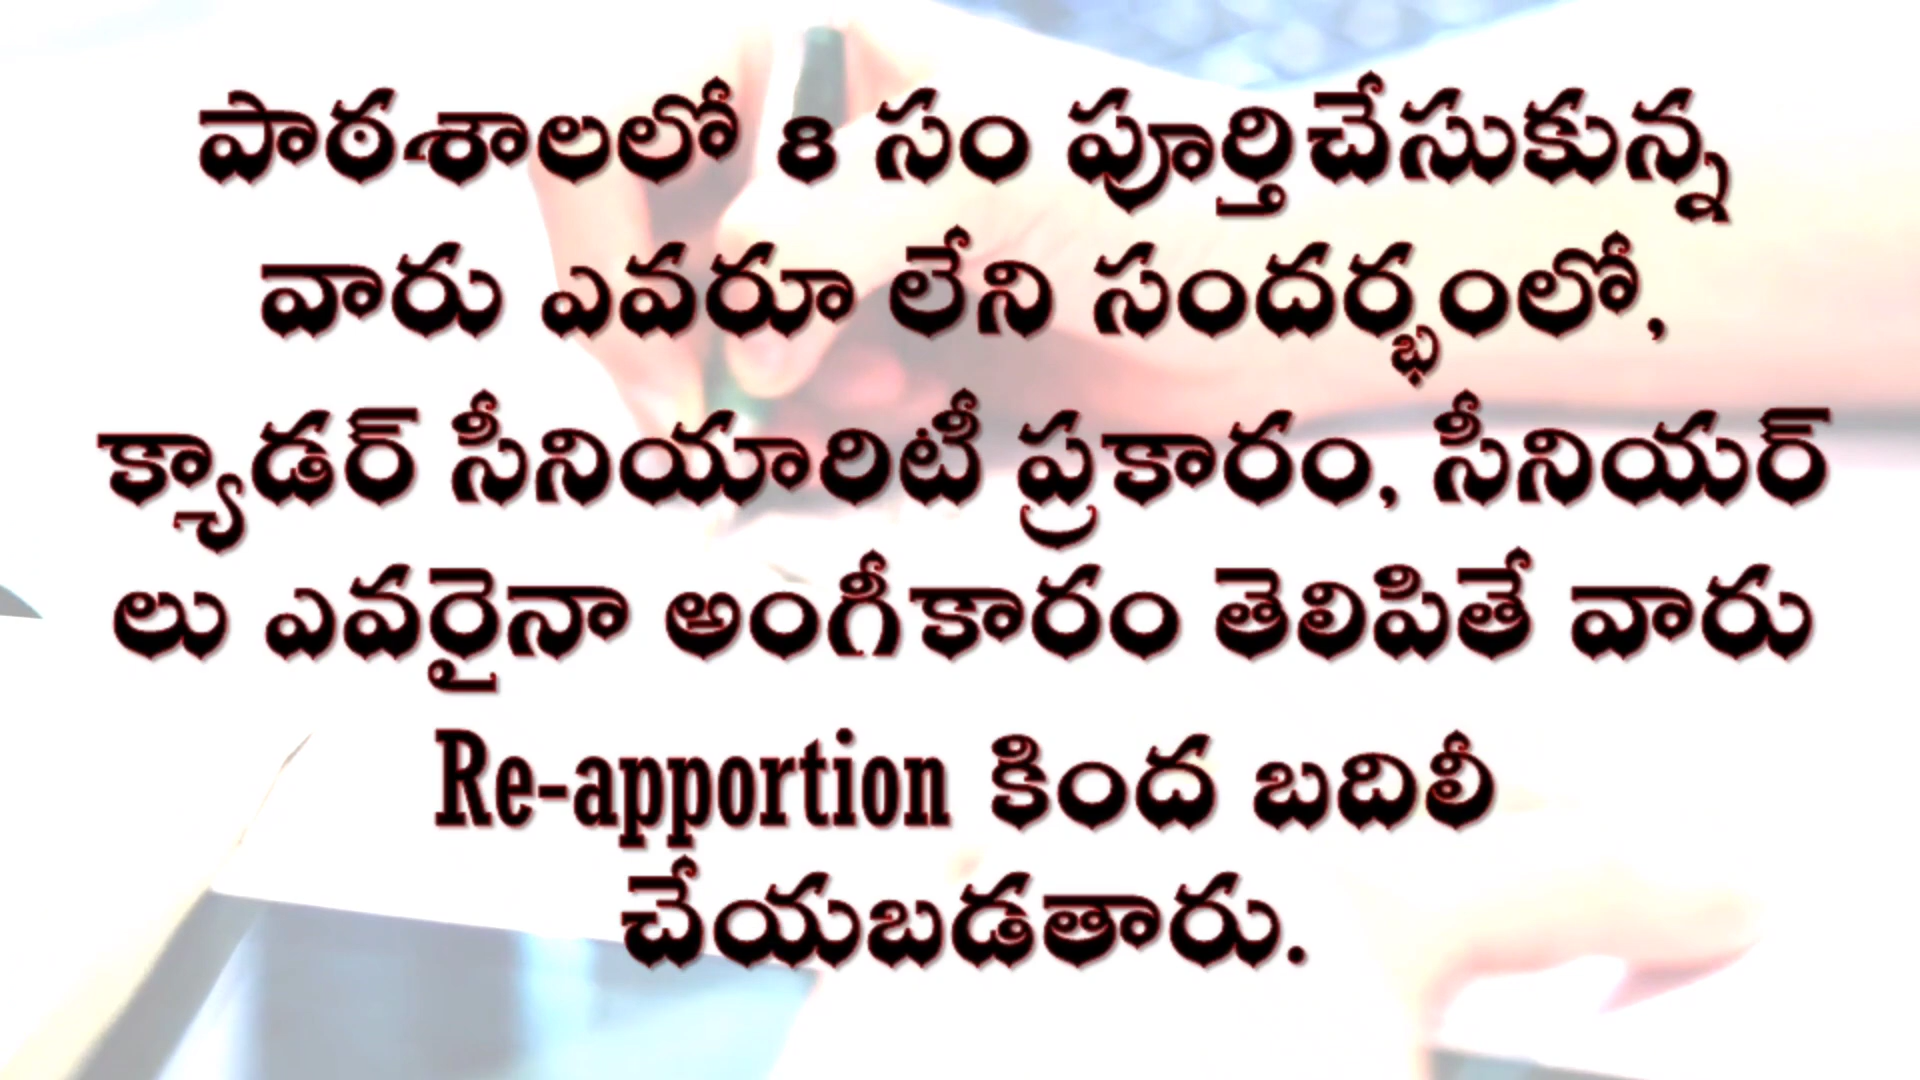 పాఠశాలలో 8 సం పూర్తిచేసుకున్న
వారు ఎవరూ లేని సందర్భంలో,
క్యాడర్ సీనియారిటీ ప్రకారం, సీనియర్
లు ఎవరైనా అంగీకారం తెలిపితే వారు
Re-apportion కింద బదిలీ
చేయబడతారు.